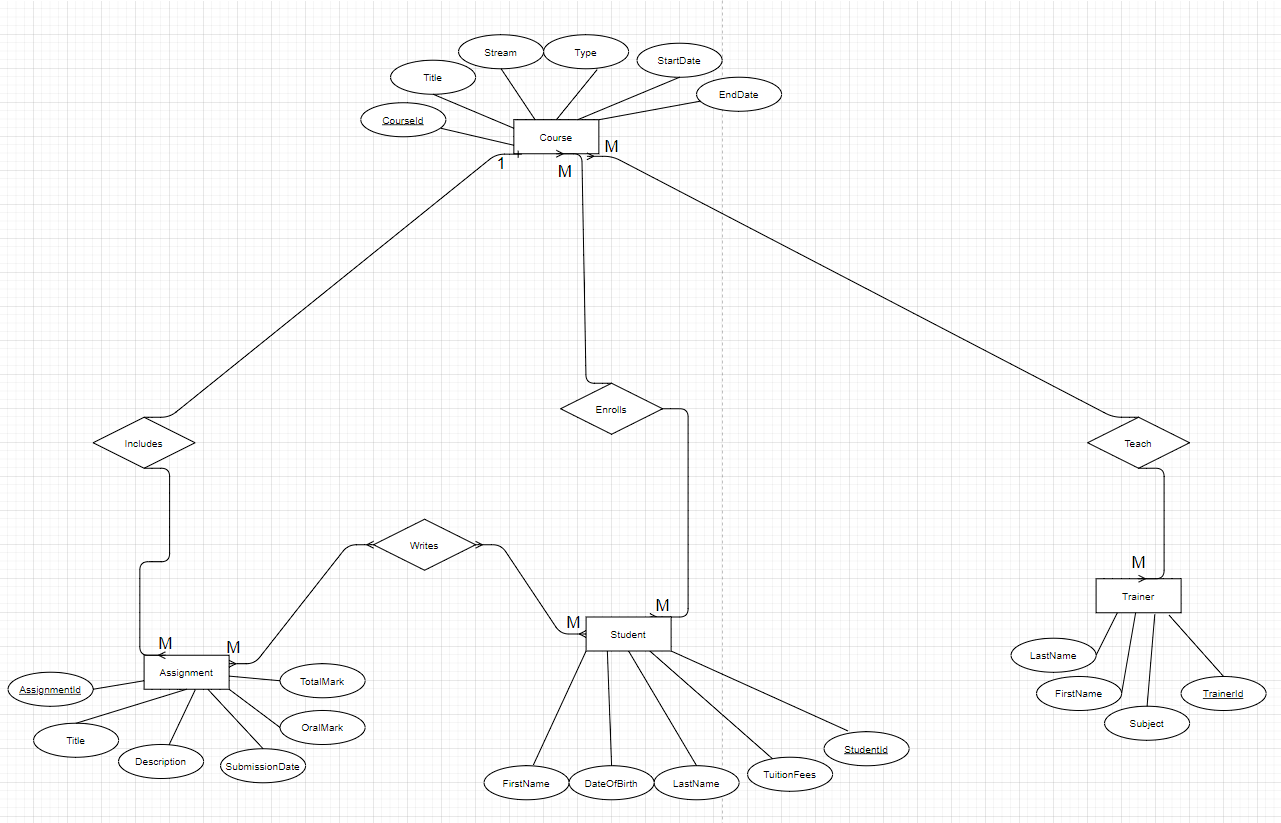 Stream
Type
StartDate
Title
EndDate
CourseId
Course
M
1
M
Enrolls
Includes
Teach
Writes
M
M
M
M
M
Trainer
Student
LastName
Assignment
TotalMark
AssignmentId
FirstName
TrainerId
Subject
OralMark
Title
StudentId
Description
SubmissionDate
TuitionFees
FirstName
DateOfBirth
LastName